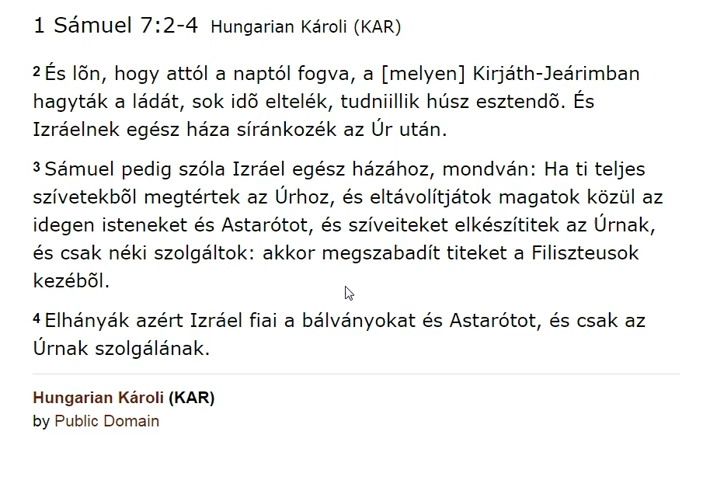 1 Sámuel 7:2-4 Hungarian Károli (KAR)
2 És lõn, hogy attól a naptól fogva, a [melyen] Kirjáth-Jeárimban
hagyták a ládát, sok idõ eltelék, tudniillik húsz esztendõ. És
Izráelnek egész háza síránkozék az Úr után.
3 Sámuel pedig szóla Izráel egész házához, mondván: Ha ti teljes
szívetekbõl megtértek az Úrhoz, és eltávolítjátok magatok közül az
idegen isteneket és Astarótot, és szíveiteket elkészítitek az Úrnak,
és csak néki szolgáltok: akkor megszabadít titeket a Filiszteusok
kezébõl.
4 Elhányák azért Izráel fiai a bálványokat és Astarótot, és csak az
Úrnak szolgálának.
Hungarian Károli (KAR)
by Public Domain